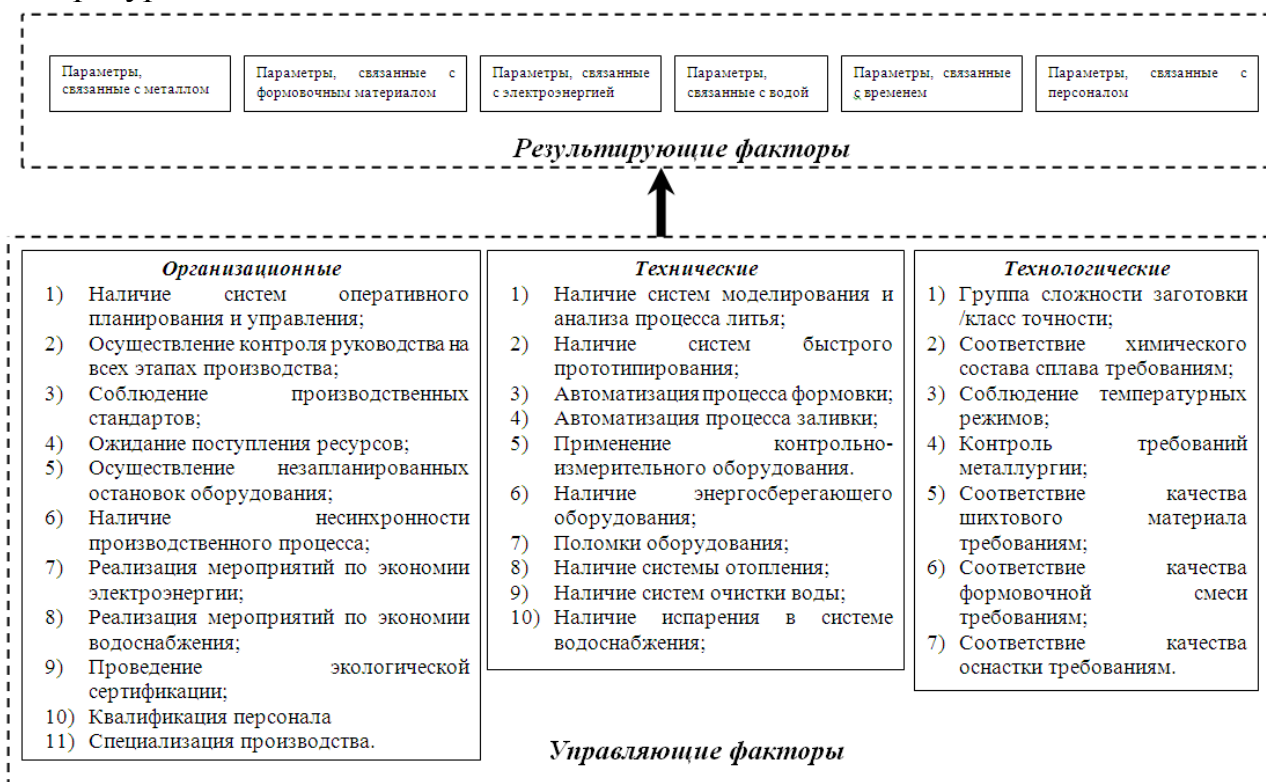 Параметры,
связанные с металлом
Параметры, связанные с
формовочным материалом
Параметры, связанные
с электроэнергией
Параметры,
связанные с водой
Параметры, связанные
с временем
Параметры, связанные с
персоналом
Результирующие факторы
Организационные
1) Наличие систем оперативного
планирования и управления;
2) Осуществление контроля руководства на
всех этапах производства;
3) Соблюдение производственных
стандартов;
4) Ожидание поступления ресурсов;
5) Осуществление незапланированных
остановок оборудования;
6) Наличие несинхронности
производственного процесса;
7) Реализация мероприятий по экономии
электроэнергии;
8) Реализация мероприятий по экономии
водоснабжения;
9) Проведение экологической
сертификации;
10) Квалификация персонала
11) Специализация производства.
Технические
1) Наличие систем моделирования и
анализа процесса литья;
2) Наличие систем быстрого
прототипирования;
3) Автоматизация процесса формовки;
4) Автоматизация процесса заливки;
5) Применение контрольно-
измерительного оборудования.
6) Наличие энергосберегающего
оборудования;
7) Поломки оборудования;
8) Наличие системы отопления;
9) Наличие систем очистки воды;
10) Наличие испарения в системе
водоснабжения;
Технологические
1) Группа сложности заготовки
/класс точности;
2) Соответствие химического
состава сплава требованиям;
3) Соблюдение температурных
режимов;
4) Контроль требований
металлургии;
5) Соответствие качества
шихтового материала
требованиям;
6) Соответствие качества
формовочной смеси
требованиям;
7) Соответствие качества
оснастки требованиям.
Управляющие факторы